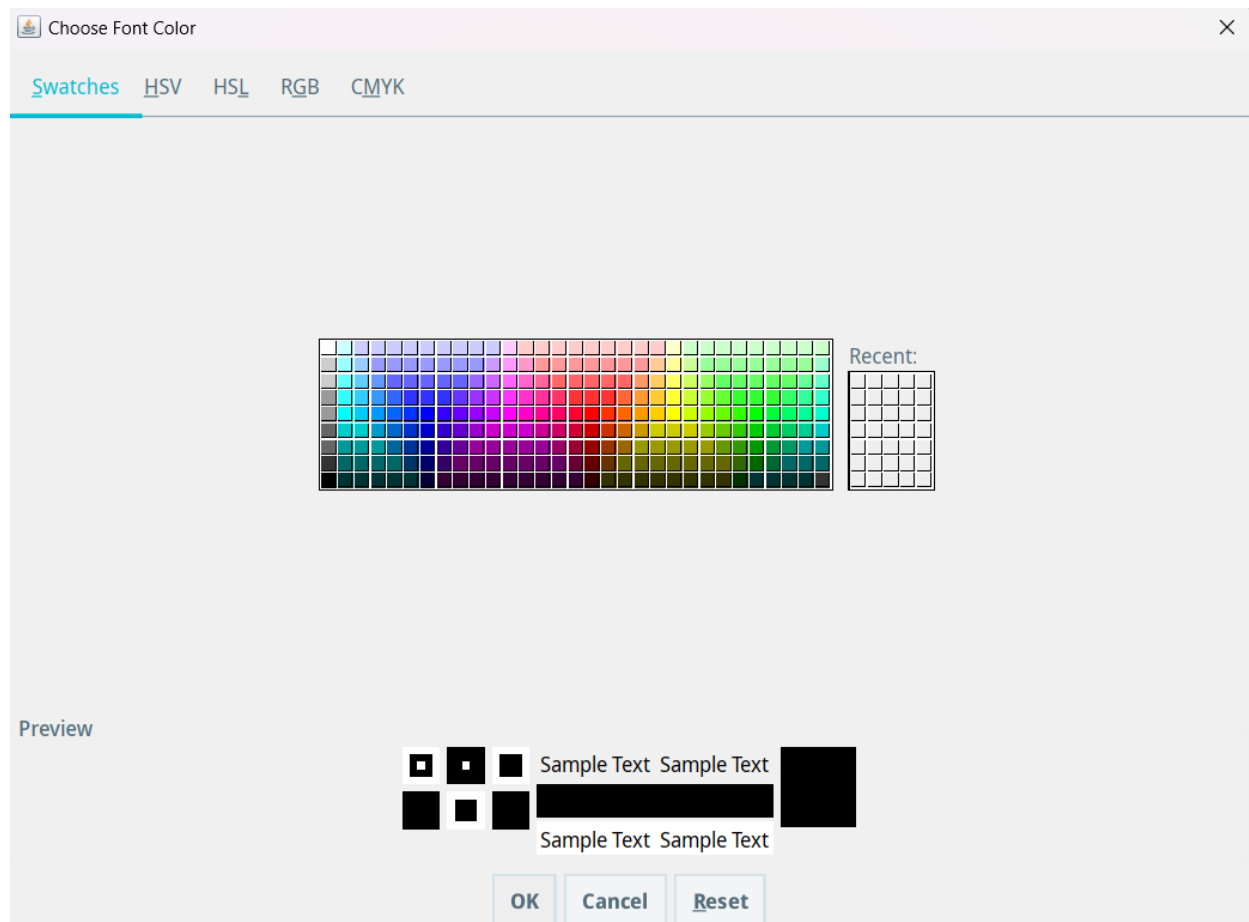 Choose Font Color
Swatches HSV HSL RGB CMYK
Recent:
Preview
Sample Text Sample Text
Sample Text Sample Text
OK Cancel Reset